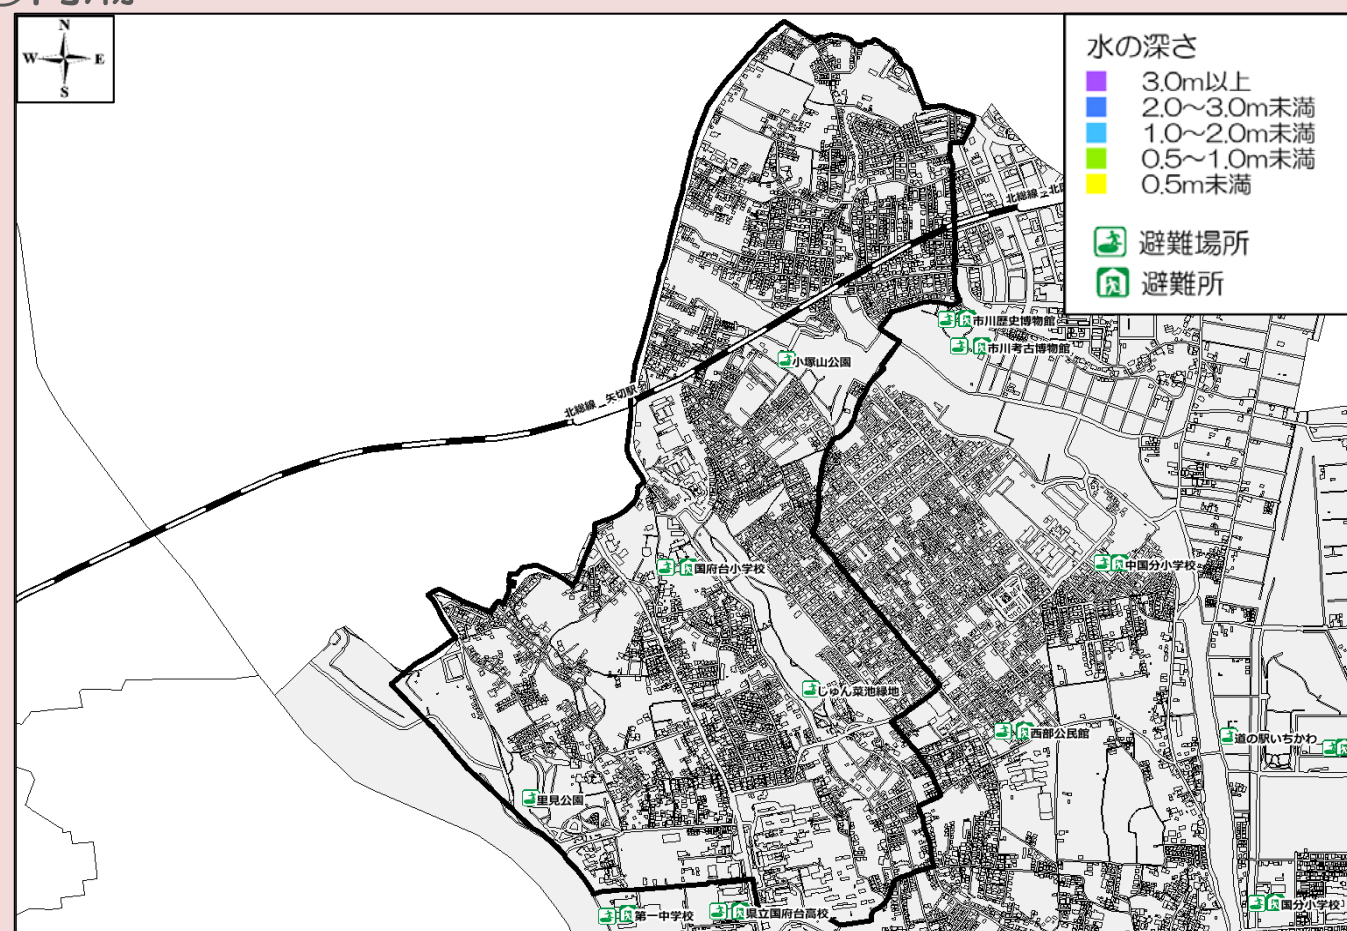 N
W E
S
水の深さ
3.0m以上
2.0～3.0m未満
1.0～2.0m未満
0.5～1.0m未満
0.5m未満
避難場所
避難所
北総線
市川歴史博物館
市川考古博物館
小塚山公園
北総線 矢切駅
国府台小学校
中国分小学校
じゅん菜池緑地
西部公民館
道の駅いちかわ
里見公園
第一中学校
県立国府台高校
国分小学校